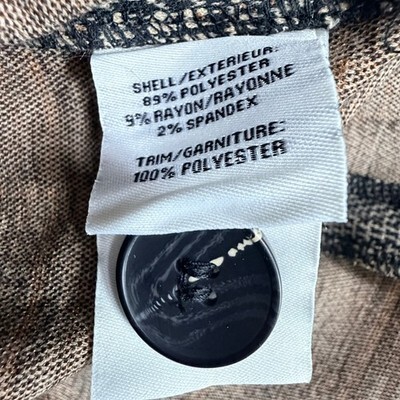 SHELL/EXTERIEUR:
89% POLYESTER
9% RAYON/RAYONNE
2% SPANDEX
TRIM/GARNITURE:
100% POLYESTER